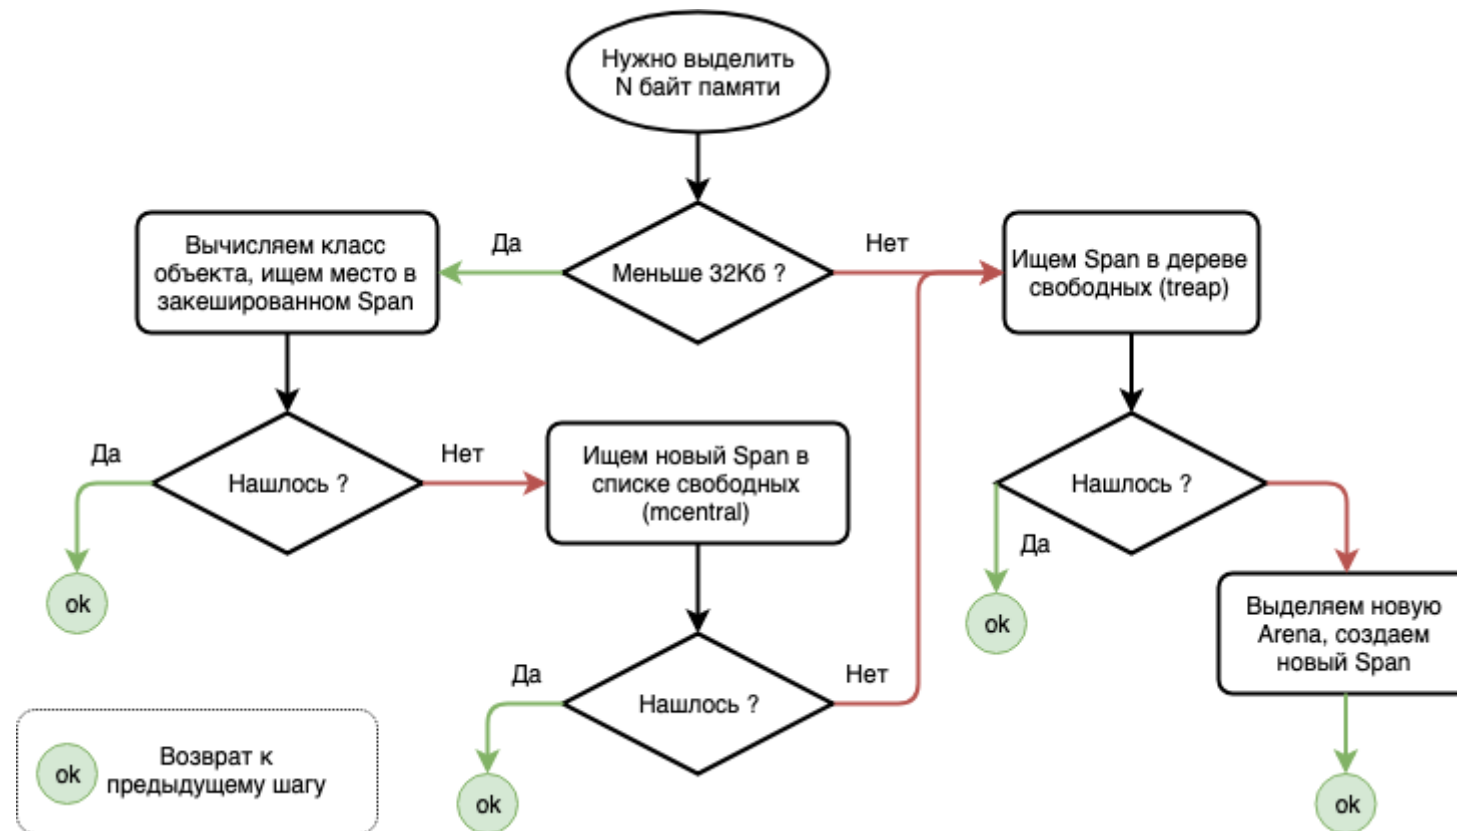 Нужно выделить
N байт памяти
Вычисляем класс
объекта, ищем место в
закешированном Span
Да
Меньше 32Кб ?
Нет
Ищем Span в дереве
свободных (treap)
Да
Нашлось ?
Нет
Ищем новый Span в
списке свободных
(mcentral)
Нашлось ?
Да
ok
ok
Выделяем новую
Arena, создаем
новый Span
Да
Нашлось ?
Нет
ok
Возврат к
предыдущему шагу
ok
ok